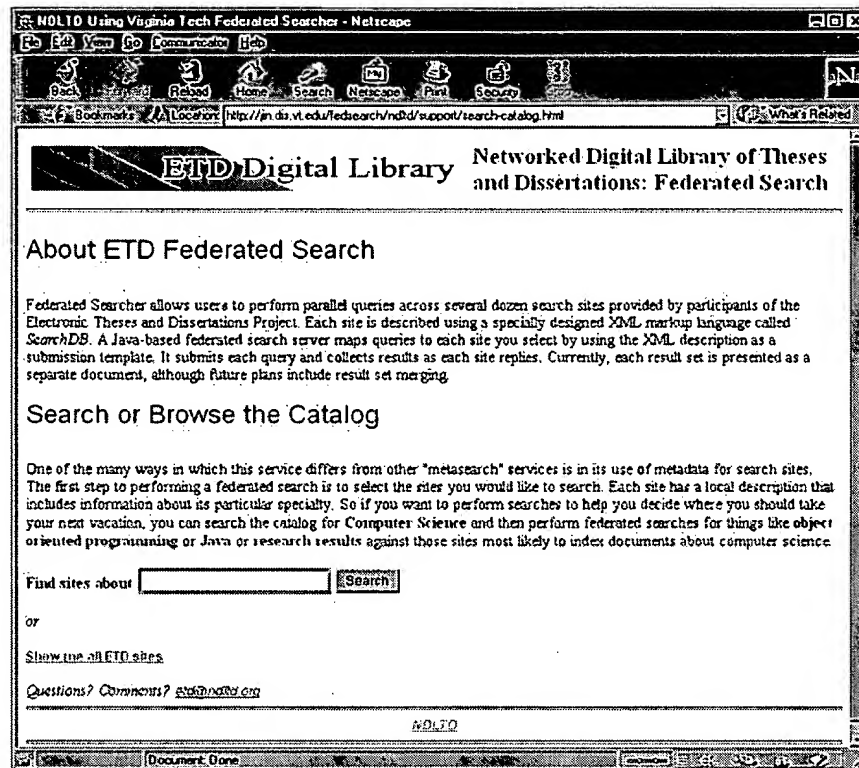 NDLTD Using Virginia Tech Federated Searcher - Netscape
File Edit View Go Communicator Help
Back Forward Reload Home Search Netscape Print Security
Bookmarks Location: http://jin.dis.vt.edu/fedsearch/ndltd/support/search-catalog.html What's Related
ETD Digital Library
Networked Digital Library of Theses
and Dissertations: Federated Search
About ETD Federated Search
Federated Searcher allows users to perform parallel queries across several dozen search sites provided by participants of the
Electronic Theses and Dissertations Project. Each site is described using a specially designed XML markup language called
SearchDB. A Java-based federated search server maps queries to each site you select by using the XML description as a
submission template. It submits each query and collects results as each site replies. Currently, each result set is presented as a
separate document, although future plans include result set merging.
Search or Browse the Catalog
One of the many ways in which this service differs from other "metasearch" services is in its use of metadata for search sites.
The first step to performing a federated search is to select the sites you would like to search. Each site has a local description that
includes information about its particular specialty. So if you want to perform searches to help you decide where you should take
your next vacation, you can search the catalog for Computer Science and then perform federated searches for things like object
oriented programming or Java or research results against those sites most likely to index documents about computer science.
Find sites about Search
or
Show me all ETD sites
Questions? Comments? etd@ndltd.org
NDLTD
Document: Done